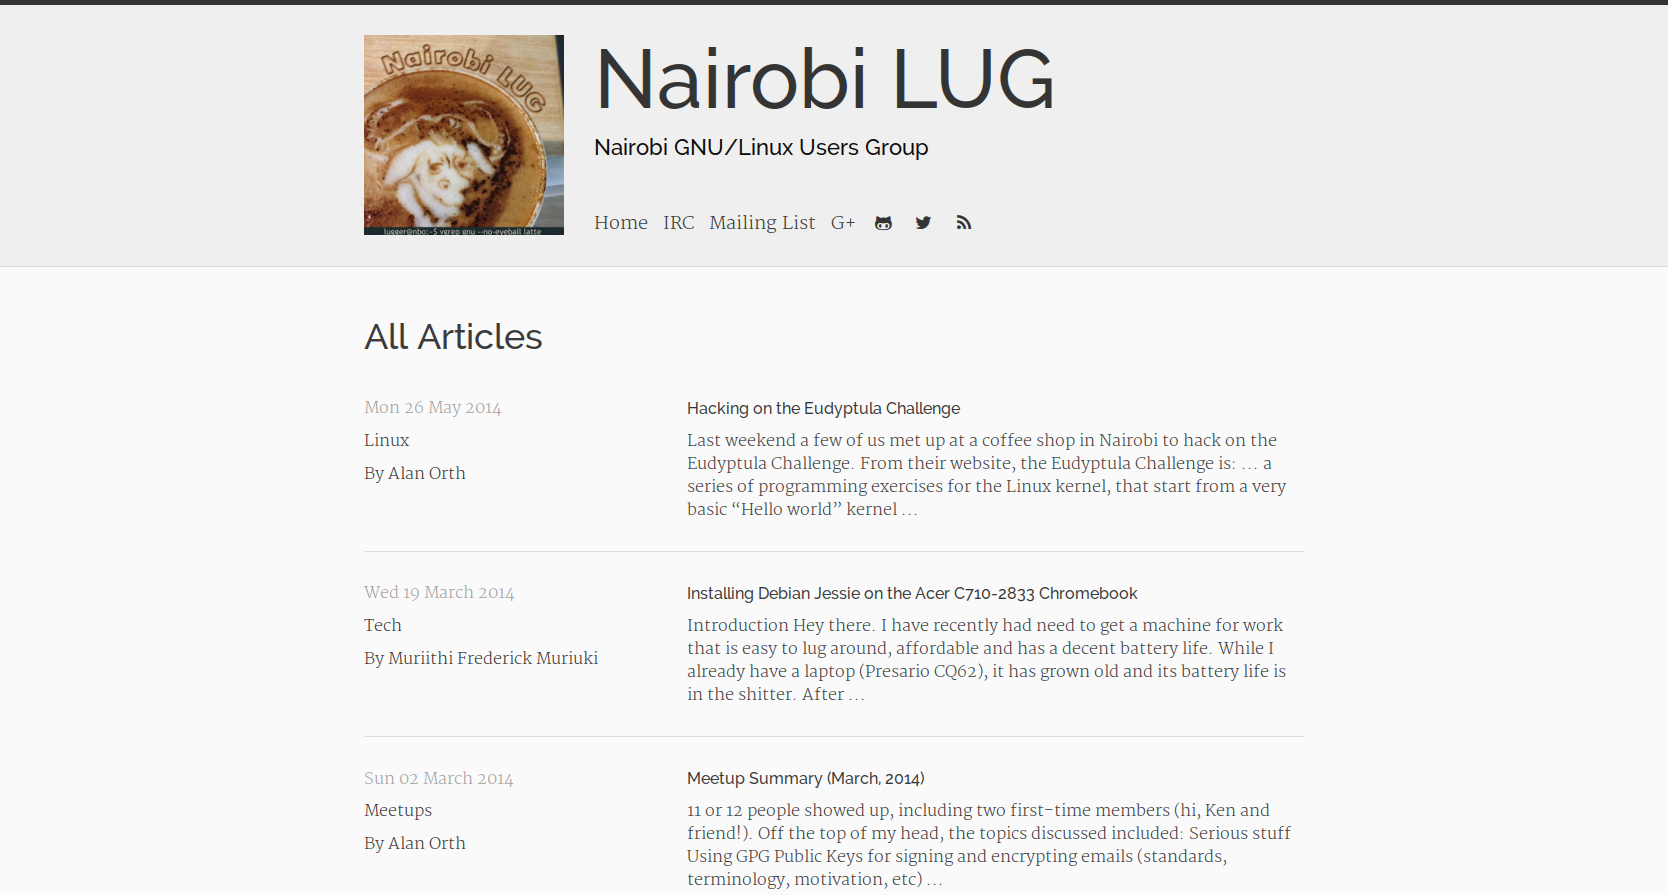 Nairobi LUG
lugger@nbo:~$ vgrep gnu --no-eyeball latte
Nairobi LUG
Nairobi GNU/Linux Users Group
Home IRC Mailing List G+
All Articles
Mon 26 May 2014
Linux
By Alan Orth
Hacking on the Eudyptula Challenge
Last weekend a few of us met up at a coffee shop in Nairobi to hack on the
Eudyptula Challenge. From their website, the Eudyptula Challenge is: … a
series of programming exercises for the Linux kernel, that start from a very
basic “Hello world” kernel …
Wed 19 March 2014
Tech
By Muriithi Frederick Muriuki
Installing Debian Jessie on the Acer C710-2833 Chromebook
Introduction Hey there. I have recently had need to get a machine for work
that is easy to lug around, affordable and has a decent battery life. While I
already have a laptop (Presario CQ62), it has grown old and its battery life is
in the shitter. After …
Sun 02 March 2014
Meetups
By Alan Orth
Meetup Summary (March, 2014)
11 or 12 people showed up, including two first-time members (hi, Ken and
friend!). Off the top of my head, the topics discussed included: Serious stuff
Using GPG Public Keys for signing and encrypting emails (standards,
terminology, motivation, etc) …